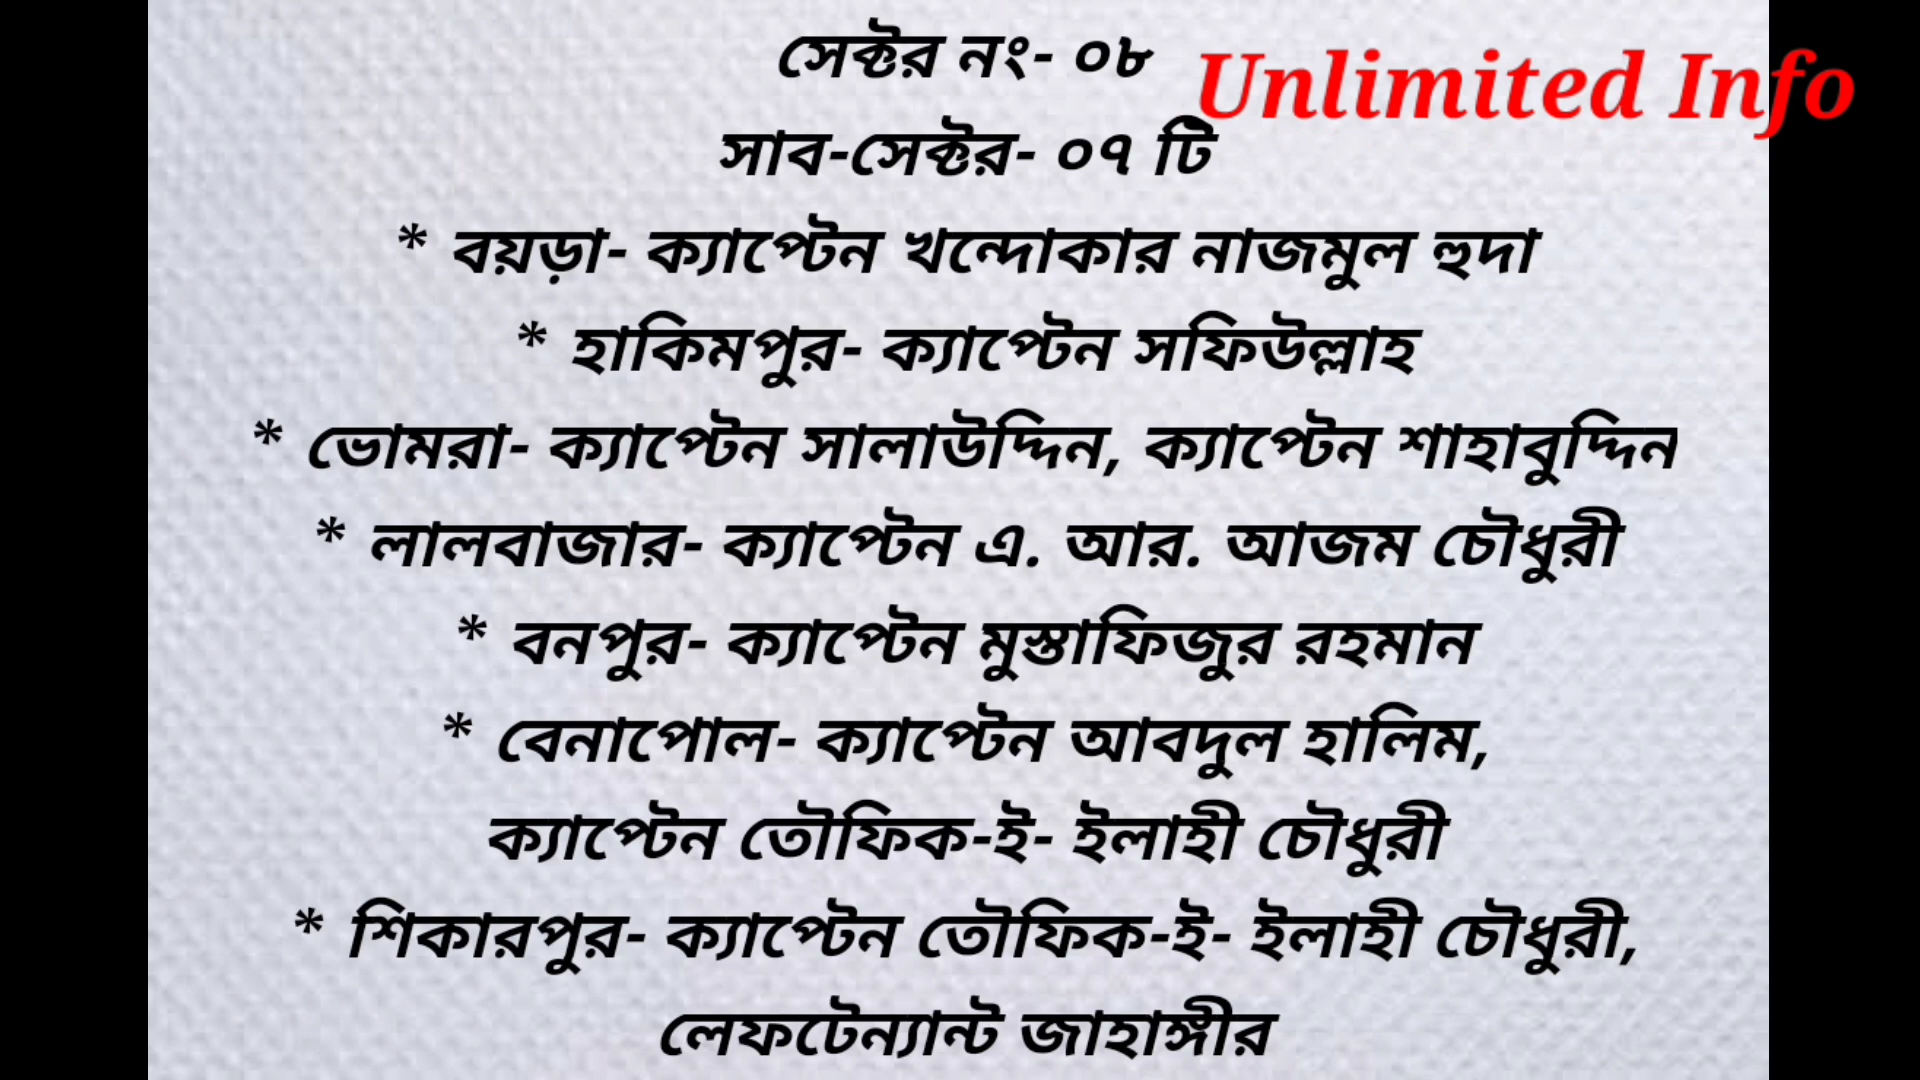 সেক্টর নং- ০৮
Unlimited Info
সাব-সেক্টর- ০৭ টি
* বয়ড়া- ক্যাপ্টেন খন্দোকার নাজমুল হুদা
* হাকিমপুর- ক্যাপ্টেন সফিউল্লাহ
* ভোমরা- ক্যাপ্টেন সালাউদ্দিন, ক্যাপ্টেন শাহাবুদ্দিন
* লালবাজার- ক্যাপ্টেন এ. আর. আজম চৌধুরী
* বনপুর- ক্যাপ্টেন মুস্তাফিজুর রহমান
* বেনাপোল- ক্যাপ্টেন আবদুল হালিম,
ক্যাপ্টেন তৌফিক-ই- ইলাহী চৌধুরী
* শিকারপুর- ক্যাপ্টেন তৌফিক-ই- ইলাহী চৌধুরী,
লেফটেন্যান্ট জাহাঙ্গীর